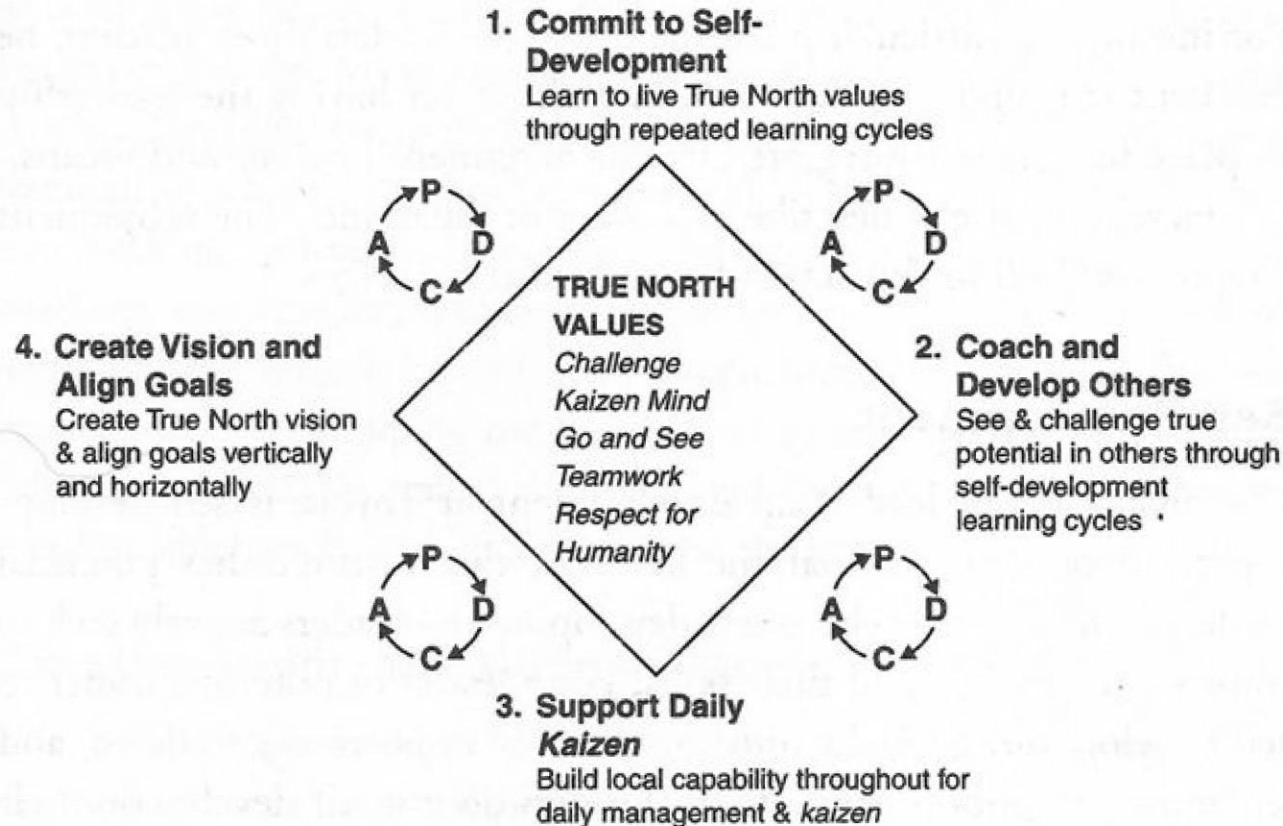 1. Commit to Self-
Development
Learn to live True North values
through repeated learning cycles
P
D
C
A
P
D
C
A
TRUE NORTH
VALUES
Challenge
Kaizen Mind
Go and See
Teamwork
Respect for
Humanity
4. Create Vision and
Align Goals
Create True North vision
& align goals vertically
and horizontally
2. Coach and
Develop Others
See & challenge true
potential in others through
self-development
learning cycles
P
D
C
A
P
D
C
A
3. Support Daily
Kaizen
Build local capability throughout for
daily management & kaizen